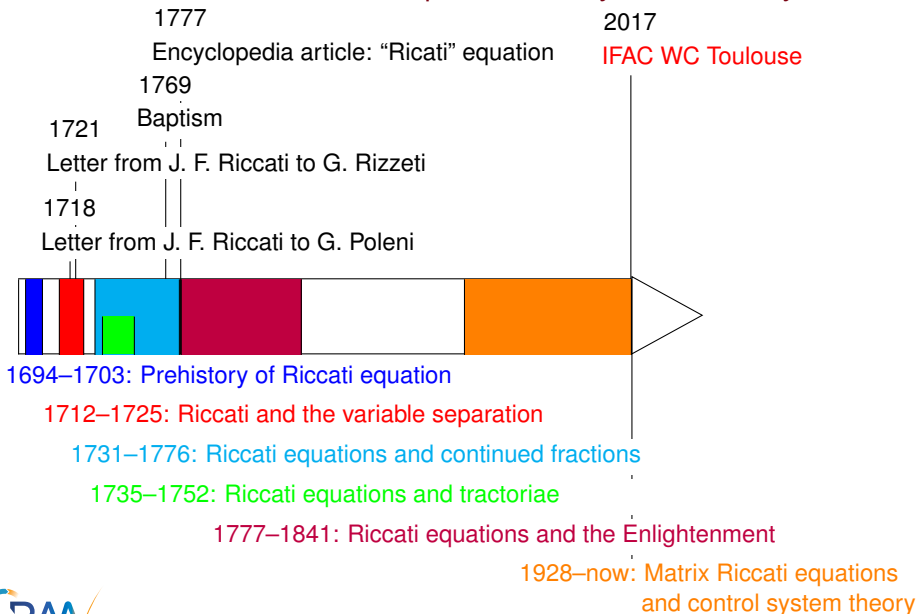 1777
2017
Encyclopedia article: “Ricati” equation
IFAC WC Toulouse
1769
Baptism
1721
Letter from J. F. Riccati to G. Rizzeti
1718
Letter from J. F. Riccati to G. Poleni
1694–1703: Prehistory of Riccati equation
1712–1725: Riccati and the variable separation
1731–1776: Riccati equations and continued fractions
1735–1752: Riccati equations and tractoriae
1777–1841: Riccati equations and the Enlightenment
1928–now: Matrix Riccati equations
and control system theory